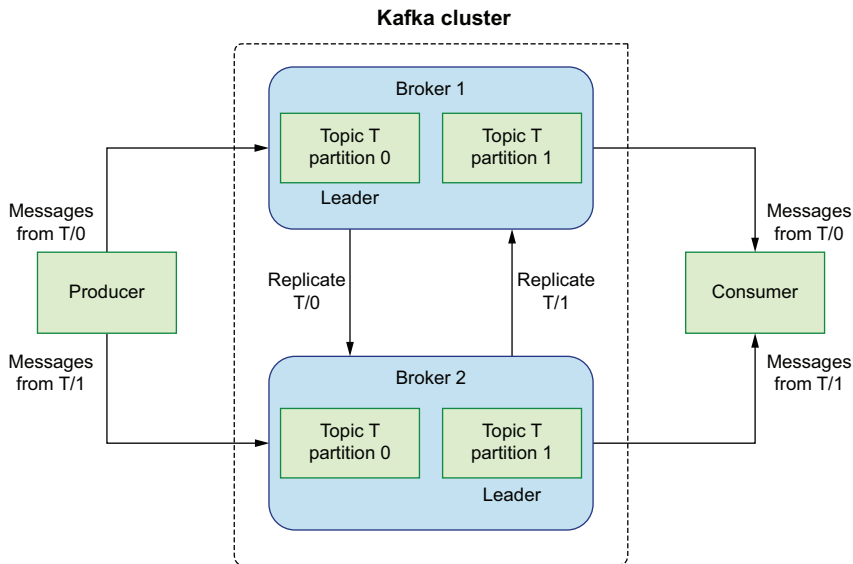 Kafka cluster
Broker 1
Topic T
partition 0
Topic T
partition 1
Leader
Messages
from T/0
Messages
from T/0
Producer
Replicate
T/0
Replicate
T/1
Consumer
Messages
from T/1
Messages
from T/1
Broker 2
Topic T
partition 0
Topic T
partition 1
Leader